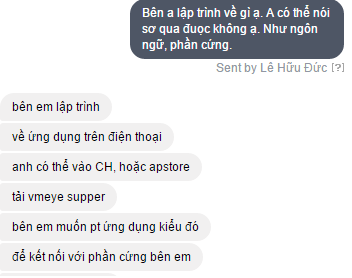 Bên a lập trình về gỉ ạ. A có thể nói
sơ qua đuọc không ạ. Như ngôn
ngữ, phần cứng.
Sent by Lê Hữu Đức [?]
bên em lập trình
về ứng dụng trên điện thoại
anh có thể vào CH, hoặc apstore
tải vmeye supper
bên em muốn pt ứng dụng kiểu đó
để kết nối với phần cứng bên em